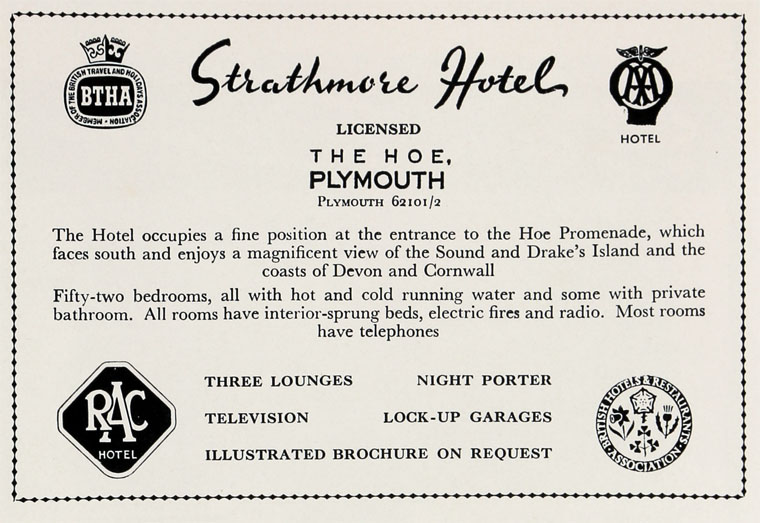 MEMBER OF THE BRITISH TRAVEL AND HOLIDAYS ASSOCIATION
BTHA
Strathmore Hotel
AA
HOTEL
LICENSED
THE HOE,
PLYMOUTH
Plymouth 62101/2
The Hotel occupies a fine position at the entrance to the Hoe Promenade, which
faces south and enjoys a magnificent view of the Sound and Drake's Island and the
coasts of Devon and Cornwall
Fifty-two bedrooms, all with hot and cold running water and some with private
bathroom. All rooms have interior-sprung beds, electric fires and radio. Most rooms
have telephones
RAC
HOTEL
THREE LOUNGES NIGHT PORTER
TELEVISION LOCK-UP GARAGES
ILLUSTRATED BROCHURE ON REQUEST
BRITISH HOTELS & RESTAURANTS
ASSOCIATION